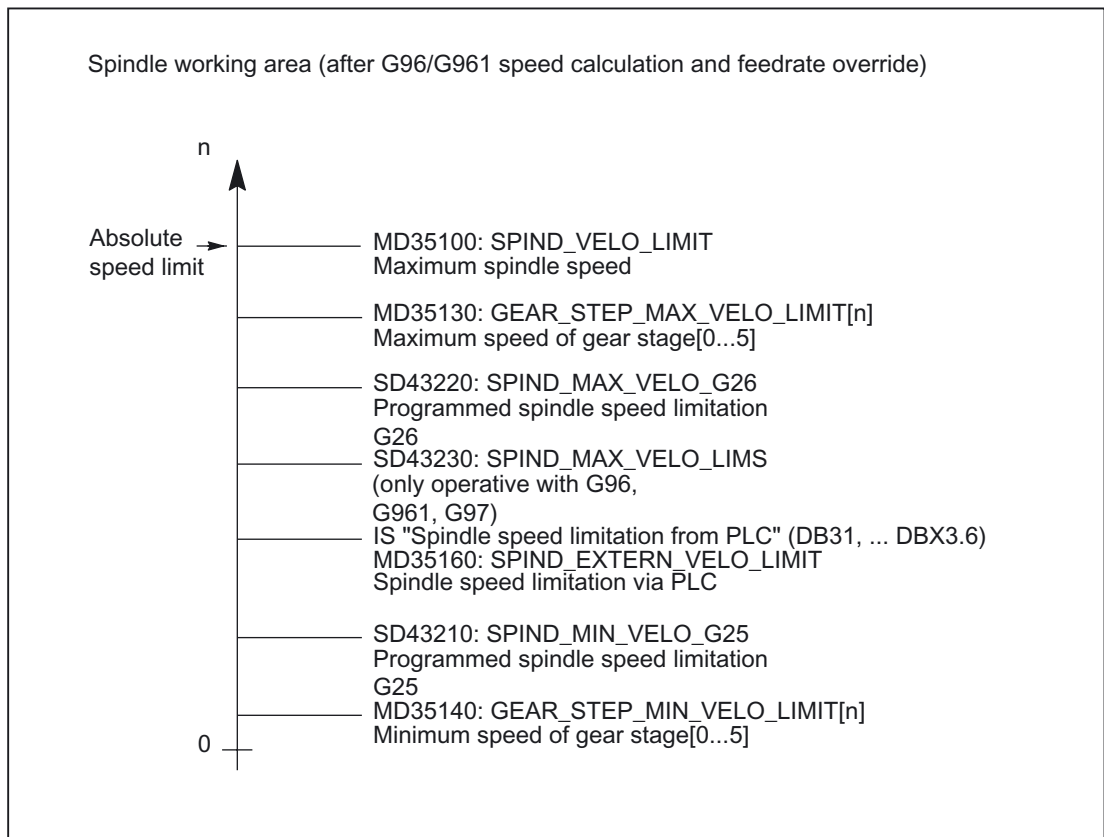 Spindle working area (after G96/G961 speed calculation and feedrate override)
n
Absolute
speed limit
MD35100: SPIND_VELO_LIMIT
Maximum spindle speed
MD35130: GEAR_STEP_MAX_VELO_LIMIT[n]
Maximum speed of gear stage[0...5]
SD43220: SPIND_MAX_VELO_G26
Programmed spindle speed limitation
G26
SD43230: SPIND_MAX_VELO_LIMS
(only operative with G96,
G961, G97)
IS "Spindle speed limitation from PLC" (DB31, ... DBX3.6)
MD35160: SPIND_EXTERN_VELO_LIMIT
Spindle speed limitation via PLC
SD43210: SPIND_MIN_VELO_G25
Programmed spindle speed limitation
G25
MD35140: GEAR_STEP_MIN_VELO_LIMIT[n]
Minimum speed of gear stage[0...5]
0